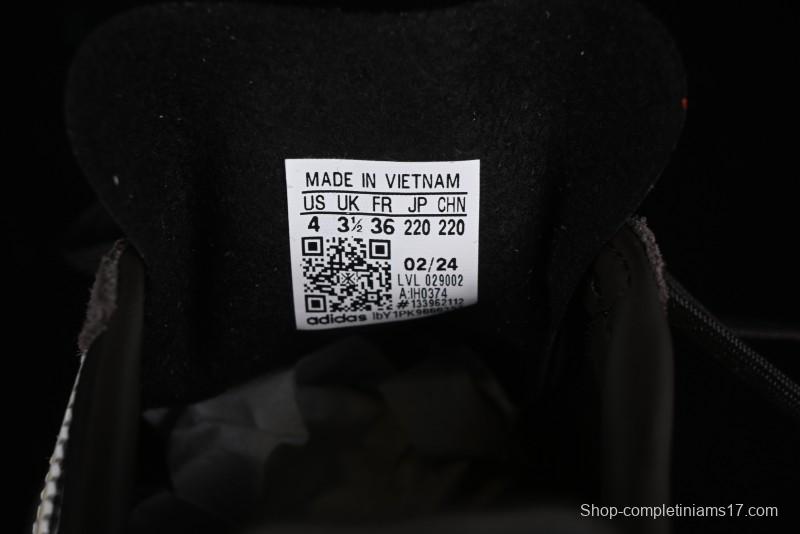 MADE IN VIETNAM
US UK FR JP CHN
4 3½ 36 220 220
02/24
LVL 029002
A:IH0374
#133962112
adidas
Shop-completiniams17.com